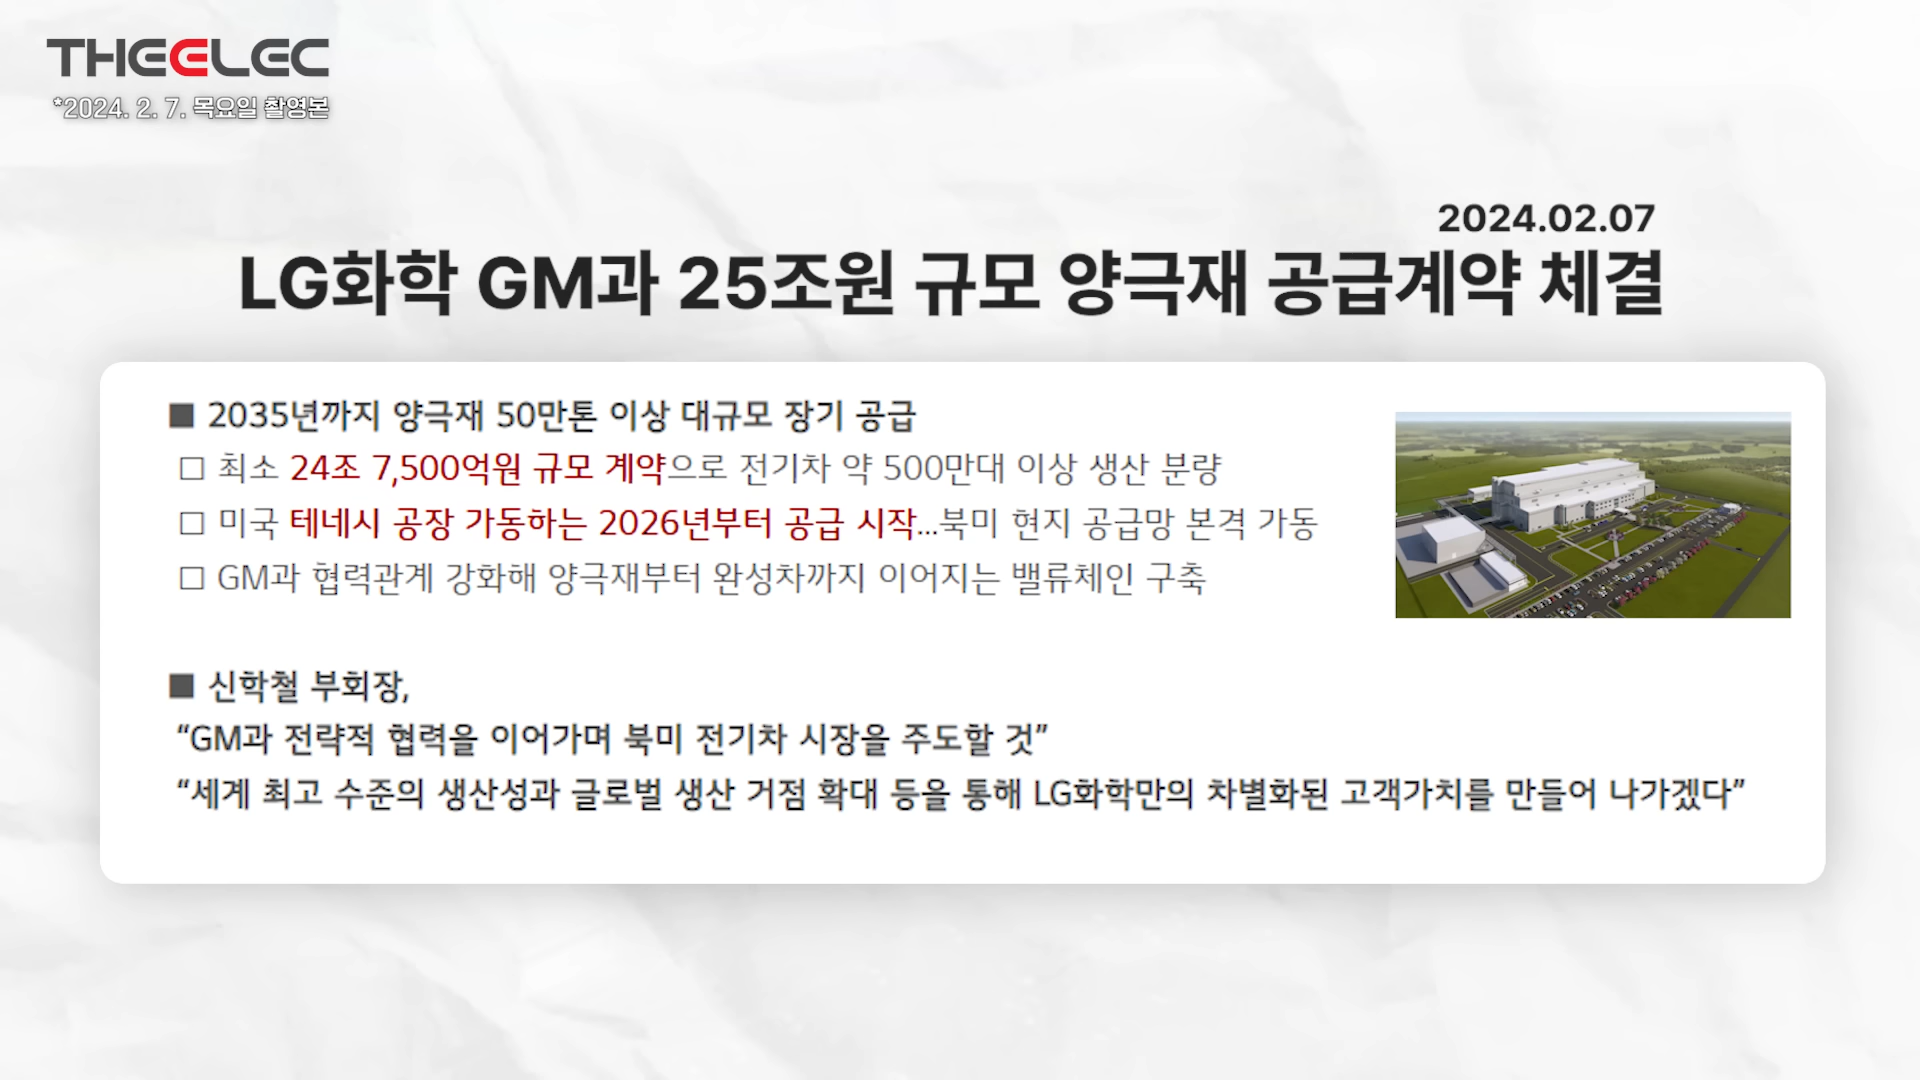 THEELEC
*2024. 2. 7. 목요일 촬영본
2024.02.07
LG화학 GM과 25조원 규모 양극재 공급계약 체결
■ 2035년까지 양극재 50만톤 이상 대규모 장기 공급
□ 최소 24조 7,500억원 규모 계약으로 전기차 약 500만대 이상 생산 분량
□ 미국 테네시 공장 가동하는 2026년부터 공급 시작...북미 현지 공급망 본격 가동
□ GM과 협력관계 강화해 양극재부터 완성차까지 이어지는 밸류체인 구축
■ 신학철 부회장,
“GM과 전략적 협력을 이어가며 북미 전기차 시장을 주도할 것”
“세계 최고 수준의 생산성과 글로벌 생산 거점 확대 등을 통해 LG화학만의 차별화된 고객가치를 만들어 나가겠다”